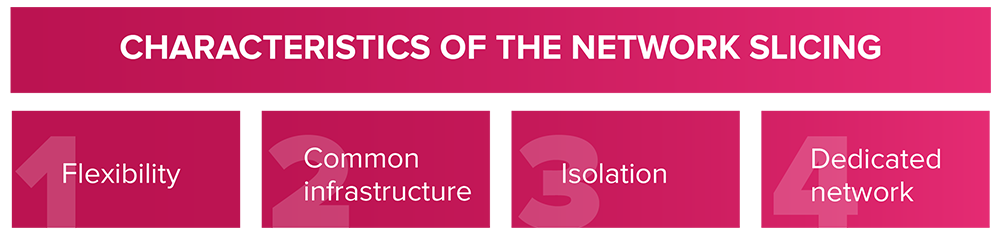 CHARACTERISTICS OF THE NETWORK SLICING
1
Flexibility
2
Common
infrastructure
3
Isolation
4
Dedicated
network